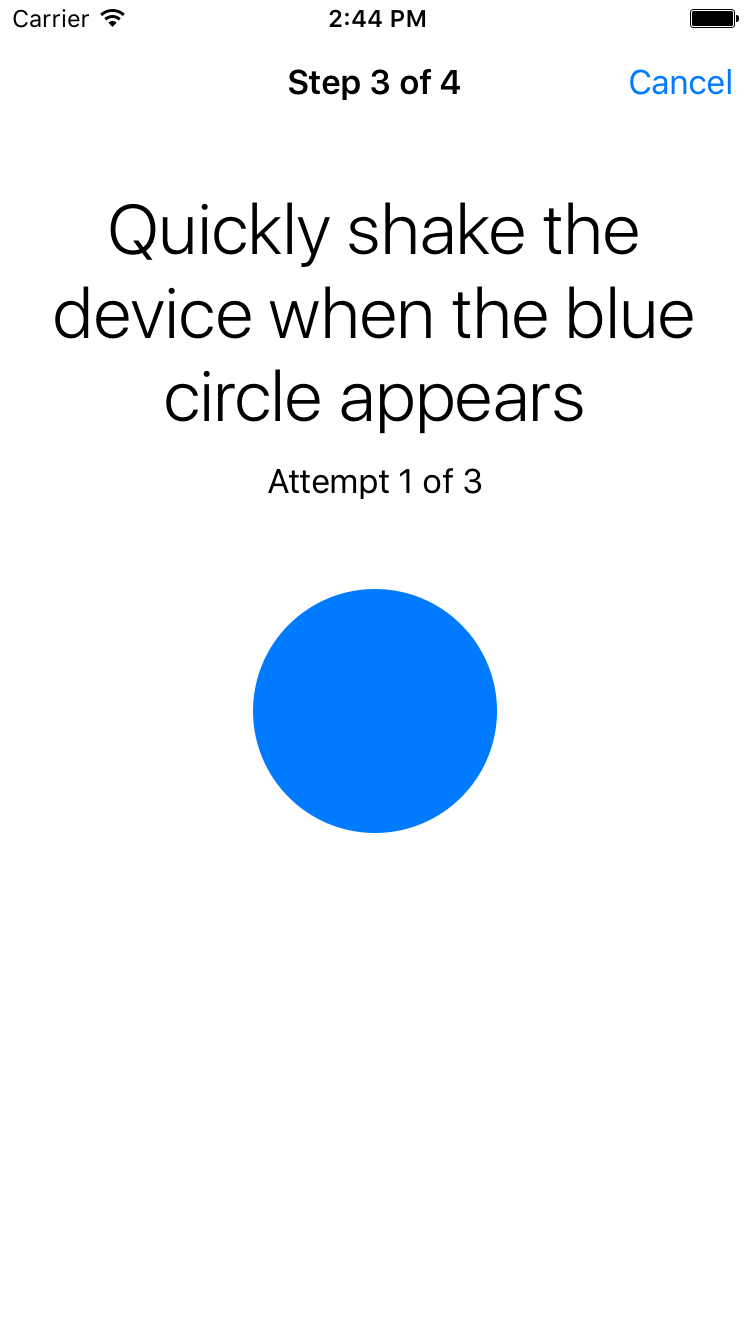 Carrier 2:44 PM
Step 3 of 4 Cancel
Quickly shake the
device when the blue
circle appears
Attempt 1 of 3